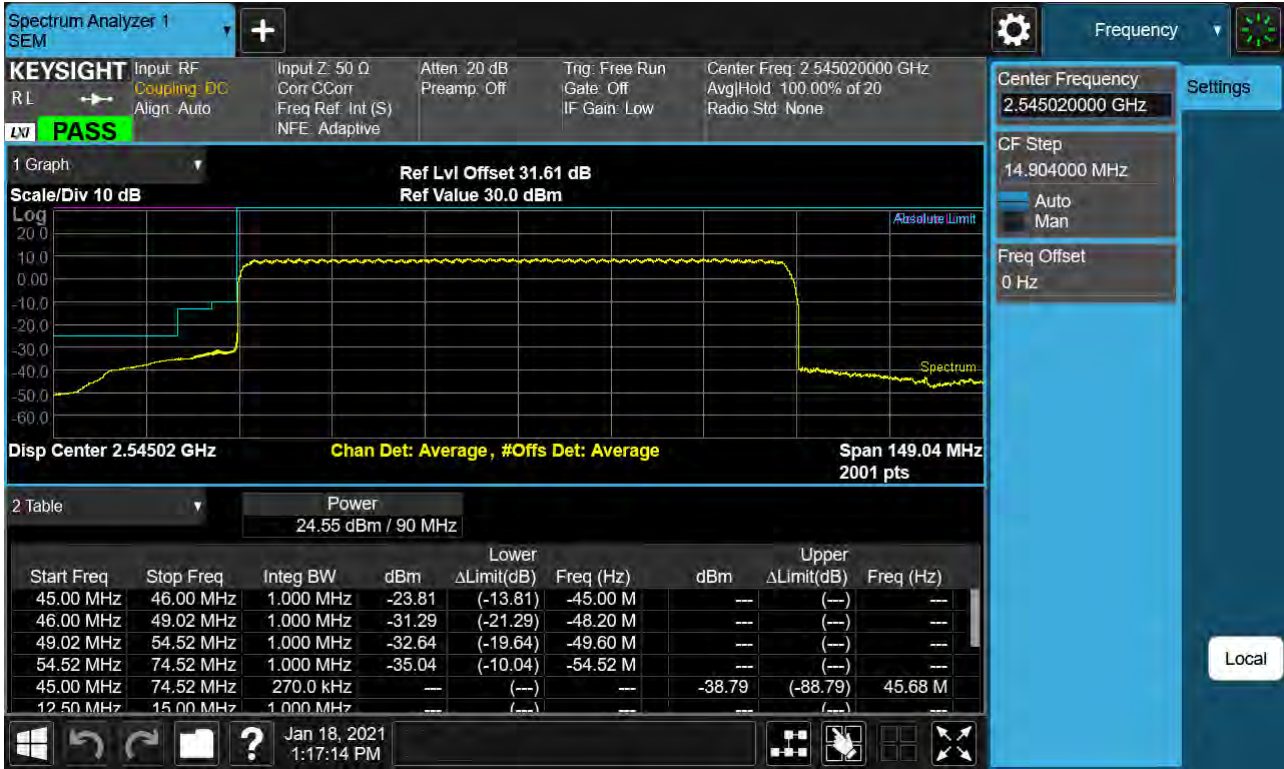 Spectrum Analyzer 1
SEM
Frequency
KEYSIGHT
RL
LXI
PASS
Input: RF
Coupling: DC
Align: Auto
Input Z: 50 Ω
Corr CCorr
Freq Ref: Int (S)
NFE: Adaptive
Atten: 20 dB
Preamp: Off
Trig: Free Run
Gate: Off
IF Gain: Low
Center Freq: 2.545020000 GHz
Avg|Hold: 100.00% of 20
Radio Std: None
Center Frequency
2.545020000 GHz
Settings
CF Step
14.904000 MHz
Auto
Man
Freq Offset
0 Hz
Local
1 Graph
Scale/Div 10 dB
Ref Lvl Offset 31.61 dB
Ref Value 30.0 dBm
Log
20.0
10.0
0.00
-10.0
-20.0
-30.0
-40.0
-50.0
-60.0
Absolute Limit
Spectrum
Disp Center 2.54502 GHz
Chan Det: Average, #Offs Det: Average
Span 149.04 MHz
2001 pts
2 Table
Power
24.55 dBm / 90 MHz
Lower Upper
Start Freq Stop Freq Integ BW dBm ΔLimit(dB) Freq (Hz) dBm ΔLimit(dB) Freq (Hz)
45.00 MHz 46.00 MHz 1.000 MHz -23.81 (-13.81) -45.00 M --- (---) ---
46.00 MHz 49.02 MHz 1.000 MHz -31.29 (-21.29) -48.20 M --- (---) ---
49.02 MHz 54.52 MHz 1.000 MHz -32.64 (-19.64) -49.60 M --- (---) ---
54.52 MHz 74.52 MHz 1.000 MHz -35.04 (-10.04) -54.52 M --- (---) ---
45.00 MHz 74.52 MHz 270.0 kHz --- (---) --- -38.79 (-88.79) 45.68 M
12.50 MHz 15.00 MHz 1.000 MHz --- (---) --- --- (---) ---
Jan 18, 2021
1:17:14 PM